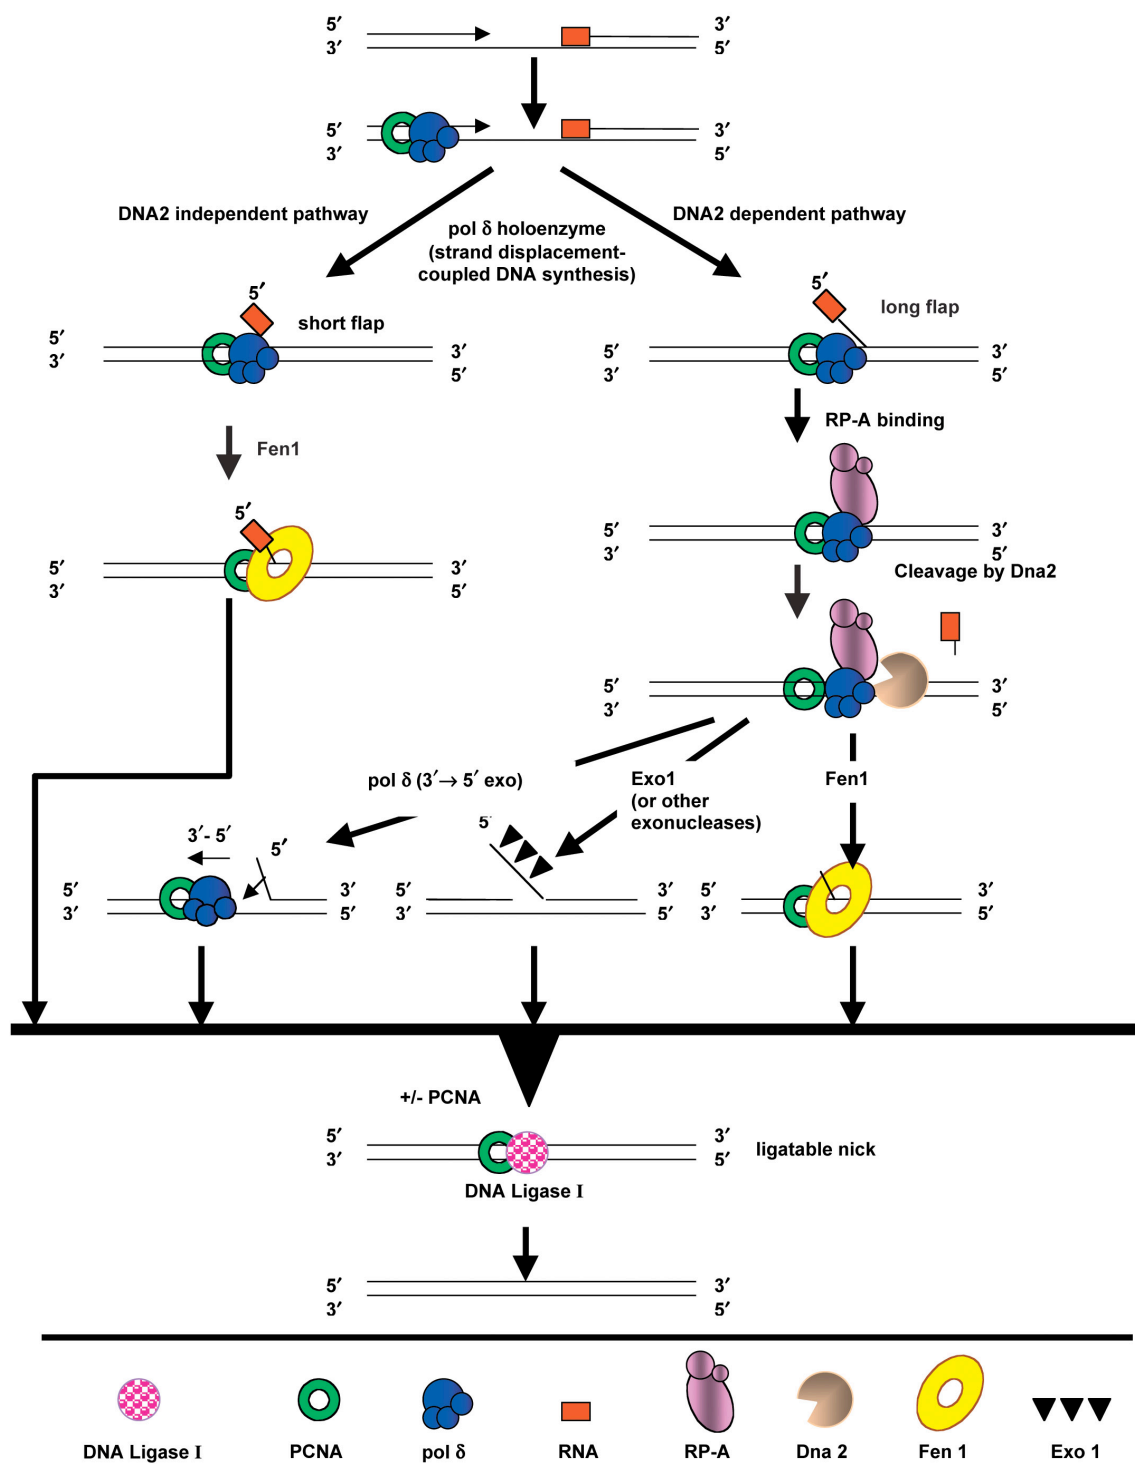 5′ 3′
3′ 5′
5′ 3′
3′ 5′
DNA2 independent pathway
DNA2 dependent pathway
pol δ holoenzyme
(strand displacement-
coupled DNA synthesis)
5′
short flap
5′ 3′
3′ 5′
5′
long flap
5′ 3′
3′ 5′
Fen1
RP-A binding
5′
5′ 3′
3′ 5′
5′ 3′
3′ 5′
Cleavage by Dna2
5′ 3′
3′ 5′
pol δ (3′→ 5′ exo)
Exo1
(or other
exonucleases)
Fen1
3′- 5′
5′
5′ 3′
3′ 5′
5′
5′ 3′
3′ 5′
5′ 3′
3′ 5′
+/- PCNA
5′ 3′
3′ 5′
ligatable nick
DNA Ligase I
5′ 3′
3′ 5′
DNA Ligase I
PCNA
pol δ
RNA
RP-A
Dna 2
Fen 1
Exo 1